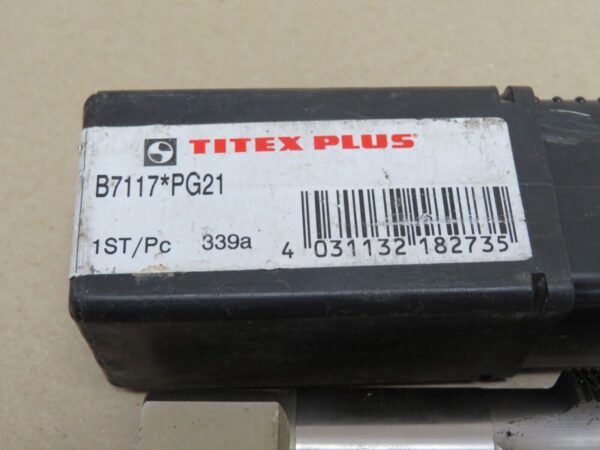 TITEX PLUS
B7117*PG21
1ST/Pc 339a
4 031132 182735